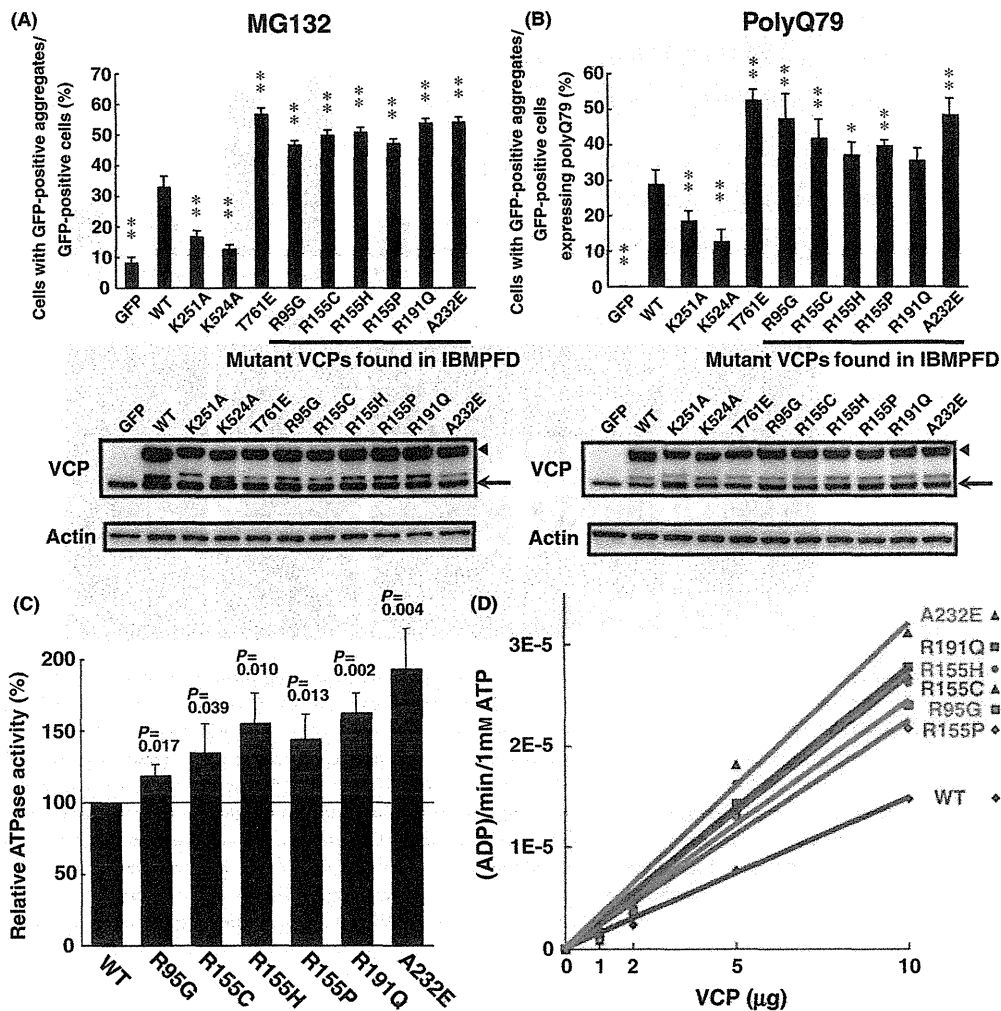 (A)
MG132
Cells with GFP-positive aggregates/
GFP-positive cells (%)
70
60
50
40
30
20
10
0
**
**
**
**
**
**
**
**
**
**
GFP
WT
K251A
K524A
T761E
R95G
R155C
R155H
R155P
R191Q
A232E
Mutant VCPs found in IBMPFD
GFP
WT
K251A
K524A
T761E
R95G
R155C
R155H
R155P
R191Q
A232E
VCP
Actin
(B)
PolyQ79
Cells with GFP-positive aggregates/
GFP-positive cells
expressing polyQ79 (%)
60
50
40
30
20
10
0
**
**
**
**
**
**
*
**
**
GFP
WT
K251A
K524A
T761E
R95G
R155C
R155H
R155P
R191Q
A232E
Mutant VCPs found in IBMPFD
GFP
WT
K251A
K524A
T761E
R95G
R155C
R155H
R155P
R191Q
A232E
VCP
Actin
(C)
Relative ATPase activity (%)
200
150
100
50
0
P=
0.017
P=
0.039
P=
0.010
P=
0.013
P=
0.002
P=
0.004
WT
R95G
R155C
R155H
R155P
R191Q
A232E
(D)
(ADP)/min/1mM ATP
3E-5
2E-5
1E-5
0
A232E
R191Q
R155H
R155C
R95G
R155P
WT
0 1 2 5 10
VCP (µg)